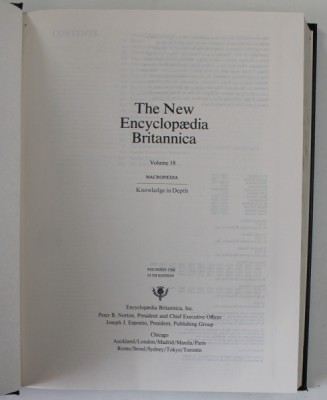 The New
Encyclopædia
Britannica
Volume 18
MACROPÆDIA
Knowledge in Depth
FOUNDED 1768
15TH EDITION
Encyclopædia Britannica, Inc.
Peter B. Norton, President and Chief Executive Officer
Joseph J. Esposito, President, Publishing Group
Chicago
Auckland/London/Madrid/Manila/Paris
Rome/Seoul/Sydney/Tokyo/Toronto